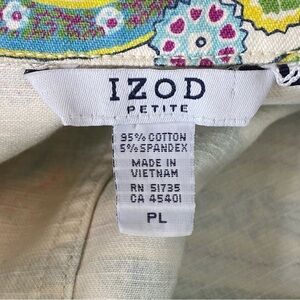 IZOD
PETITE
95% COTTON
5% SPANDEX
MADE IN
VIETNAM
RN 51735
CA 45401
PL